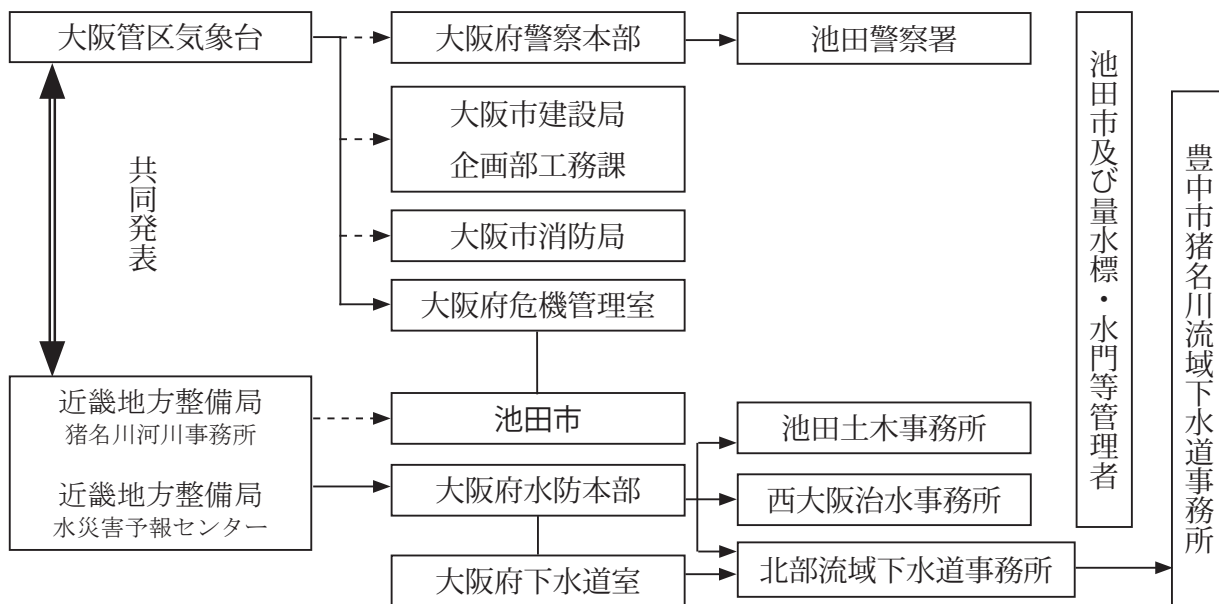 大阪管区気象台
大阪府警察本部
池田警察署
大阪市建設局
企画部工務課
大阪市消防局
大阪府危機管理室
共同発表
近畿地方整備局
猪名川河川事務所
近畿地方整備局
水災害予報センター
池田市
大阪府水防本部
大阪府下水道室
池田土木事務所
西大阪治水事務所
北部流域下水道事務所
池田市及び量水標・水門等管理者
豊中市猪名川流域下水道事務所